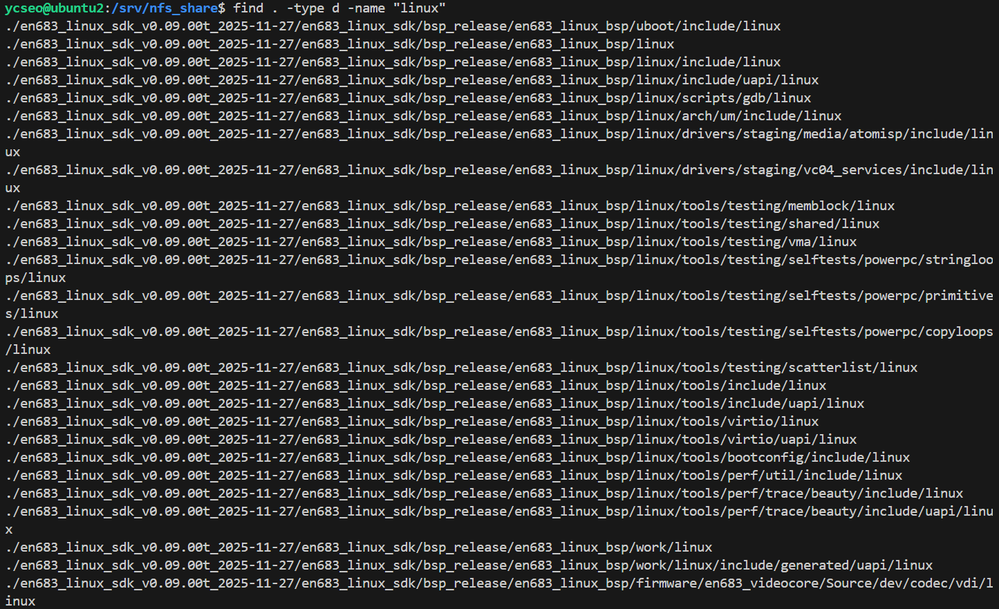 ycseo@ubuntu2:/srv/nfs_share$ find . -type d -name "linux"
./en683_linux_sdk_v0.09.00t_2025-11-27/en683_linux_sdk/bsp_release/en683_linux_bsp/uboot/include/linux
./en683_linux_sdk_v0.09.00t_2025-11-27/en683_linux_sdk/bsp_release/en683_linux_bsp/linux
./en683_linux_sdk_v0.09.00t_2025-11-27/en683_linux_sdk/bsp_release/en683_linux_bsp/linux/include/linux
./en683_linux_sdk_v0.09.00t_2025-11-27/en683_linux_sdk/bsp_release/en683_linux_bsp/linux/include/uapi/linux
./en683_linux_sdk_v0.09.00t_2025-11-27/en683_linux_sdk/bsp_release/en683_linux_bsp/linux/scripts/gdb/linux
./en683_linux_sdk_v0.09.00t_2025-11-27/en683_linux_sdk/bsp_release/en683_linux_bsp/linux/arch/um/include/linux
./en683_linux_sdk_v0.09.00t_2025-11-27/en683_linux_sdk/bsp_release/en683_linux_bsp/linux/drivers/staging/media/atomisp/include/lin
ux
./en683_linux_sdk_v0.09.00t_2025-11-27/en683_linux_sdk/bsp_release/en683_linux_bsp/linux/drivers/staging/vc04_services/include/lin
ux
./en683_linux_sdk_v0.09.00t_2025-11-27/en683_linux_sdk/bsp_release/en683_linux_bsp/linux/tools/testing/memblock/linux
./en683_linux_sdk_v0.09.00t_2025-11-27/en683_linux_sdk/bsp_release/en683_linux_bsp/linux/tools/testing/shared/linux
./en683_linux_sdk_v0.09.00t_2025-11-27/en683_linux_sdk/bsp_release/en683_linux_bsp/linux/tools/testing/vma/linux
./en683_linux_sdk_v0.09.00t_2025-11-27/en683_linux_sdk/bsp_release/en683_linux_bsp/linux/tools/testing/selftests/powerpc/stringloo
ps/linux
./en683_linux_sdk_v0.09.00t_2025-11-27/en683_linux_sdk/bsp_release/en683_linux_bsp/linux/tools/testing/selftests/powerpc/primitive
s/linux
./en683_linux_sdk_v0.09.00t_2025-11-27/en683_linux_sdk/bsp_release/en683_linux_bsp/linux/tools/testing/selftests/powerpc/copyloops
/linux
./en683_linux_sdk_v0.09.00t_2025-11-27/en683_linux_sdk/bsp_release/en683_linux_bsp/linux/tools/testing/scatterlist/linux
./en683_linux_sdk_v0.09.00t_2025-11-27/en683_linux_sdk/bsp_release/en683_linux_bsp/linux/tools/include/linux
./en683_linux_sdk_v0.09.00t_2025-11-27/en683_linux_sdk/bsp_release/en683_linux_bsp/linux/tools/include/uapi/linux
./en683_linux_sdk_v0.09.00t_2025-11-27/en683_linux_sdk/bsp_release/en683_linux_bsp/linux/tools/virtio/linux
./en683_linux_sdk_v0.09.00t_2025-11-27/en683_linux_sdk/bsp_release/en683_linux_bsp/linux/tools/virtio/uapi/linux
./en683_linux_sdk_v0.09.00t_2025-11-27/en683_linux_sdk/bsp_release/en683_linux_bsp/linux/tools/bootconfig/include/linux
./en683_linux_sdk_v0.09.00t_2025-11-27/en683_linux_sdk/bsp_release/en683_linux_bsp/linux/tools/perf/util/include/linux
./en683_linux_sdk_v0.09.00t_2025-11-27/en683_linux_sdk/bsp_release/en683_linux_bsp/linux/tools/perf/trace/beauty/include/linux
./en683_linux_sdk_v0.09.00t_2025-11-27/en683_linux_sdk/bsp_release/en683_linux_bsp/linux/tools/perf/trace/beauty/include/uapi/linu
x
./en683_linux_sdk_v0.09.00t_2025-11-27/en683_linux_sdk/bsp_release/en683_linux_bsp/work/linux
./en683_linux_sdk_v0.09.00t_2025-11-27/en683_linux_sdk/bsp_release/en683_linux_bsp/work/linux/include/generated/uapi/linux
./en683_linux_sdk_v0.09.00t_2025-11-27/en683_linux_sdk/bsp_release/en683_linux_bsp/firmware/en683_videocore/Source/dev/codec/vdi/l
inux